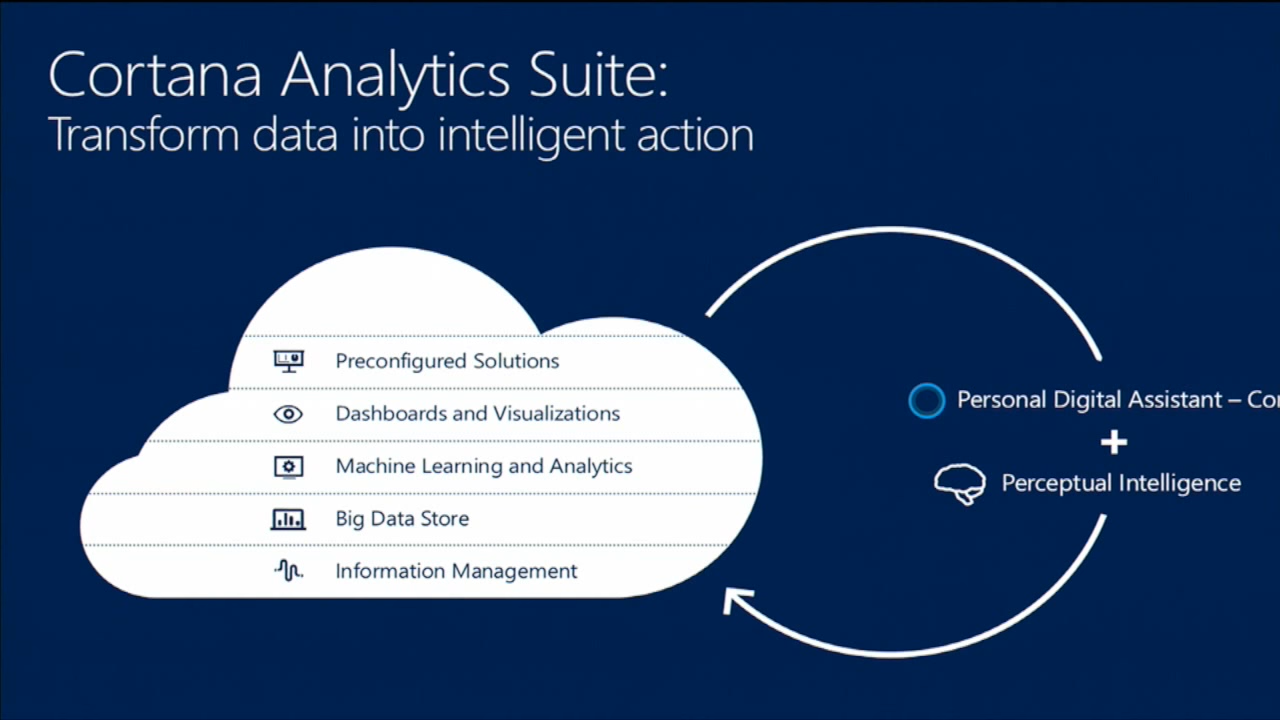 Cortana Analytics Suite:
Transform data into intelligent action
Preconfigured Solutions
Dashboards and Visualizations
Machine Learning and Analytics
Big Data Store
Information Management
Personal Digital Assistant –
+
Perceptual Intelligence